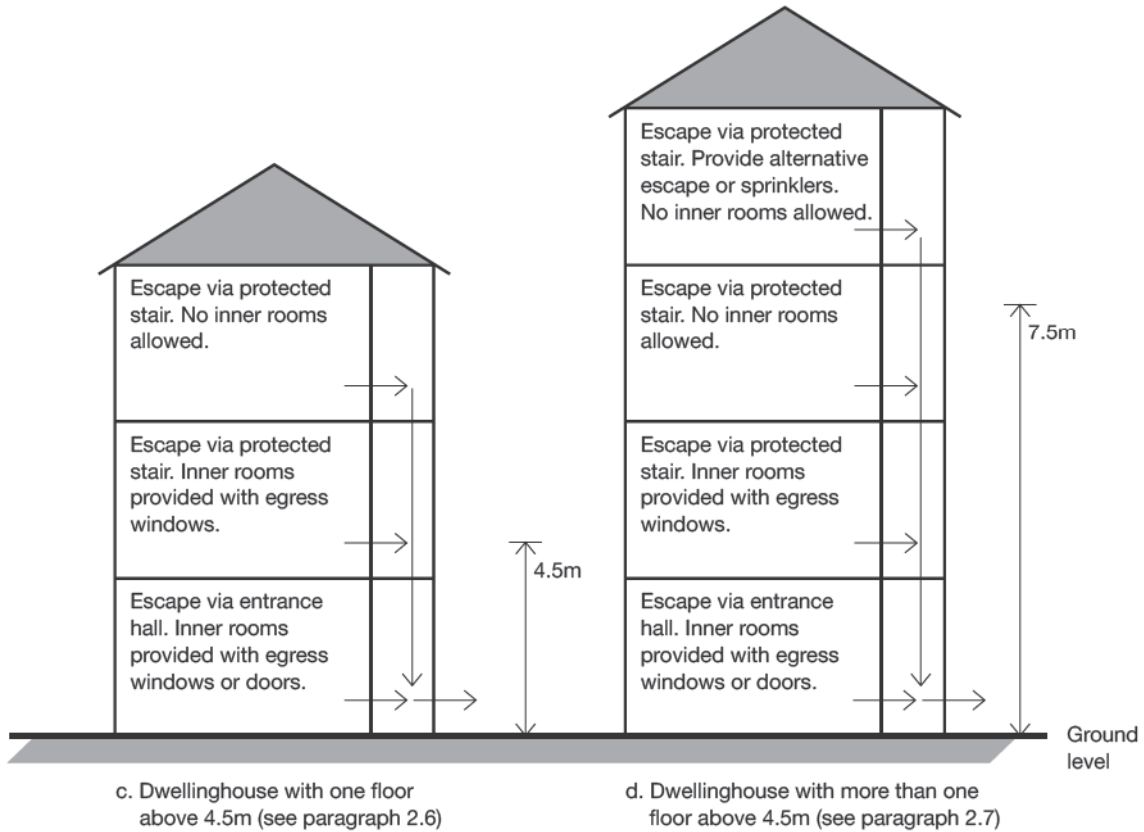 Escape via protected
stair. Provide alternative
escape or sprinklers.
No inner rooms allowed.
Escape via protected
stair. No inner rooms
allowed.
Escape via protected
stair. No inner rooms
allowed.
7.5m
Escape via protected
stair. Inner rooms
provided with egress
windows.
Escape via protected
stair. Inner rooms
provided with egress
windows.
4.5m
Escape via entrance
hall. Inner rooms
provided with egress
windows or doors.
Escape via entrance
hall. Inner rooms
provided with egress
windows or doors.
Ground
level
c. Dwellinghouse with one floor
above 4.5m (see paragraph 2.6)
d. Dwellinghouse with more than one
floor above 4.5m (see paragraph 2.7)